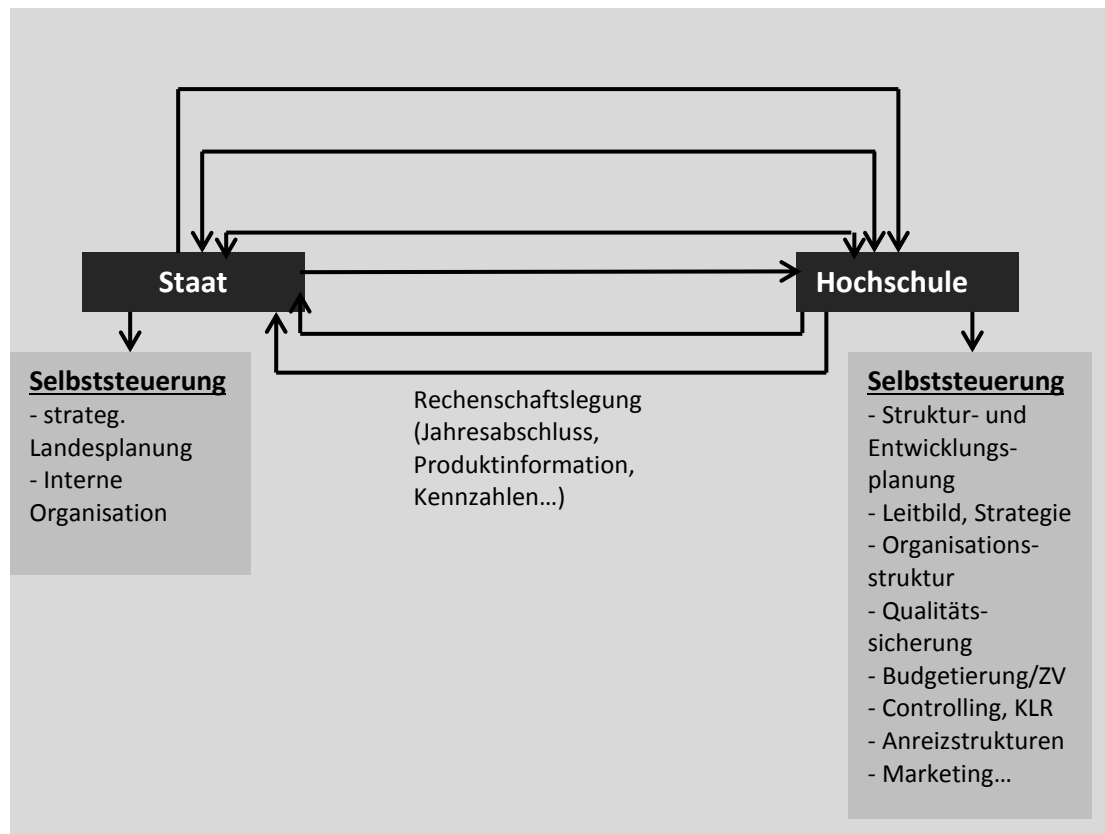 Staat
Hochschule
Selbststeuerung
- strateg.
Landesplanung
- Interne
Organisation
Rechenschaftslegung
(Jahresabschluss,
Produktinformation,
Kennzahlen…)
Selbststeuerung
- Struktur- und
Entwicklungs-
planung
- Leitbild, Strategie
- Organisations-
struktur
- Qualitäts-
sicherung
- Budgetierung/ZV
- Controlling, KLR
- Anreizstrukturen
- Marketing…